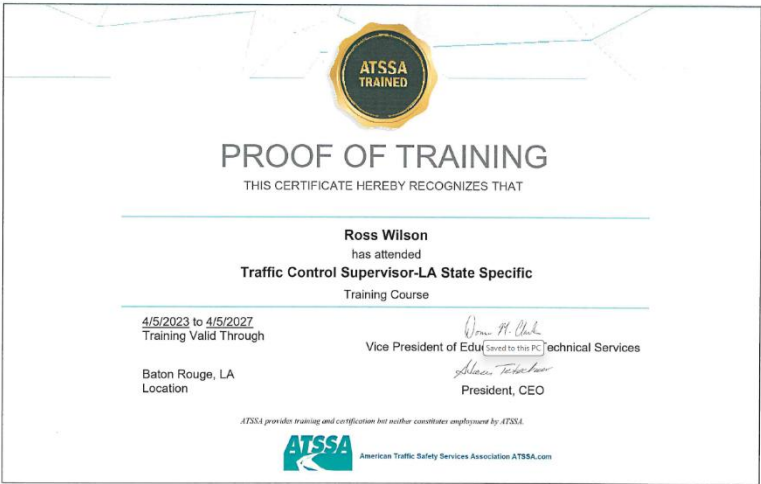 ATSSA
TRAINED
PROOF OF TRAINING
THIS CERTIFICATE HEREBY RECOGNIZES THAT
Ross Wilson
has attended
Traffic Control Supervisor-LA State Specific
Training Course
4/5/2023 to 4/5/2027
Training Valid Through
Vice President of Edu Saved to this PC Technical Services
Baton Rouge, LA
Location
President, CEO
ATSSA provides training and certification but neither constitutes employment by ATSSA.
ATSSA
American Traffic Safety Services Association ATSSA.com